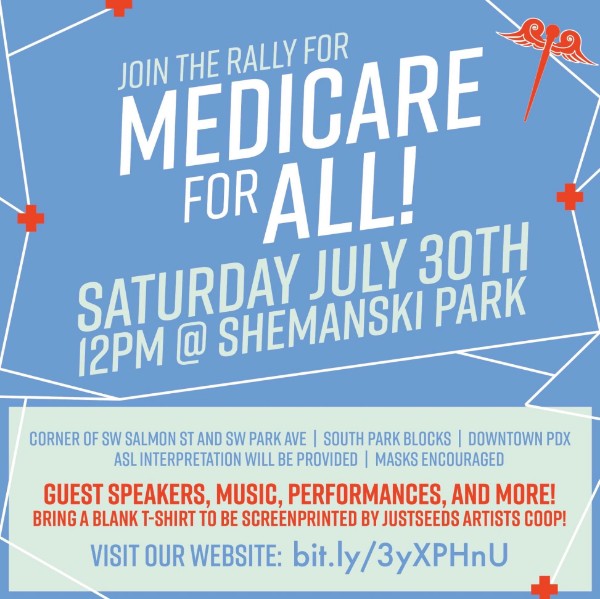 JOIN THE RALLY FOR
MEDICARE
FOR ALL!
SATURDAY JULY 30TH
12PM @ SHEMANSKI PARK
CORNER OF SW SALMON ST AND SW PARK AVE | SOUTH PARK BLOCKS | DOWNTOWN PDX
ASL INTERPRETATION WILL BE PROVIDED | MASKS ENCOURAGED
GUEST SPEAKERS, MUSIC, PERFORMANCES, AND MORE!
BRING A BLANK T-SHIRT TO BE SCREENPRINTED BY JUSTSEEDS ARTISTS COOP!
VISIT OUR WEBSITE: bit.ly/3yXPHnU